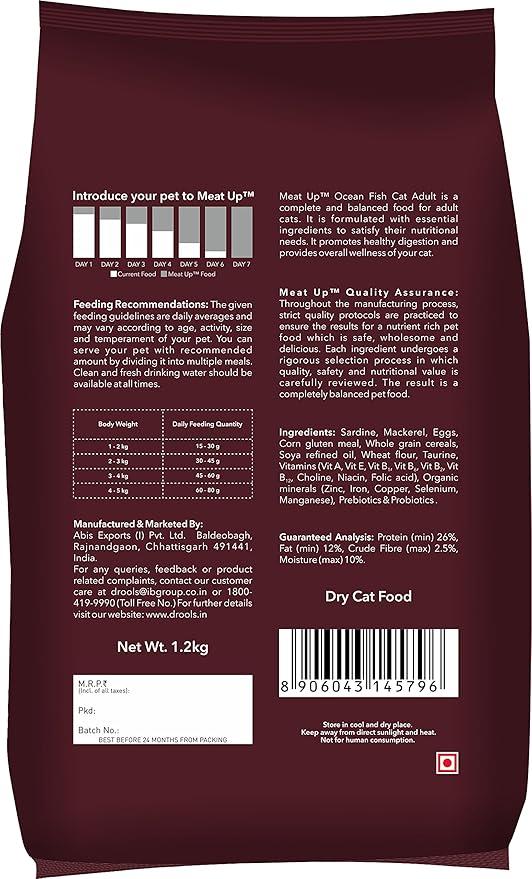 Introduce your pet to Meat Up™
DAY 1 DAY 2 DAY 3 DAY 4 DAY 5 DAY 6 DAY 7
Current Food Meat Up™ Food
Feeding Recommendations: The given
feeding guidelines are daily averages and
may vary according to age, activity, size
and temperament of your pet. You can
serve your pet with recommended
amount by dividing it into multiple meals.
Clean and fresh drinking water should be
available at all times.
Body Weight Daily Feeding Quantity
1 - 2 kg 15 - 30 g
2 - 3 kg 30 - 45 g
3 - 4 kg 45 - 60 g
4 - 5 kg 60 - 80 g
Manufactured & Marketed By:
Abis Exports (I) Pvt. Ltd. Baldeobagh,
Rajnandgaon, Chhattisgarh 491441,
India.
For any queries, feedback or product
related complaints, contact our customer
care at drools@ibgroup.co.in or 1800-
419-9990 (Toll Free No.) For further details
visit our website: www.drools.in
Net Wt. 1.2kg
M.R.P.₹
(Incl. of all taxes):
Pkd:
Batch No.:
BEST BEFORE 24 MONTHS FROM PACKING
Meat Up™ Ocean Fish Cat Adult is a
complete and balanced food for adult
cats. It is formulated with essential
ingredients to satisfy their nutritional
needs. It promotes healthy digestion and
provides overall wellness of your cat.
Meat Up™ Quality Assurance:
Throughout the manufacturing process,
strict quality protocols are practiced to
ensure the results for a nutrient rich pet
food which is safe, wholesome and
delicious. Each ingredient undergoes a
rigorous selection process in which
quality, safety and nutritional value is
carefully reviewed. The result is a
completely balanced pet food.
Ingredients: Sardine, Mackerel, Eggs,
Corn gluten meal, Whole grain cereals,
Soya refined oil, Wheat flour, Taurine,
Vitamins (Vit A, Vit E, Vit B, Vit B, Vit B, Vit
B₁₂, Choline, Niacin, Folic acid), Organic
minerals (Zinc, Iron, Copper, Selenium,
Manganese), Prebiotics & Probiotics .
Guaranteed Analysis: Protein (min) 26%,
Fat (min) 12%, Crude Fibre (max) 2.5%,
Moisture (max) 10%.
Dry Cat Food
8 906043 145796
Store in cool and dry place.
Keep away from direct sunlight and heat.
Not for human consumption.